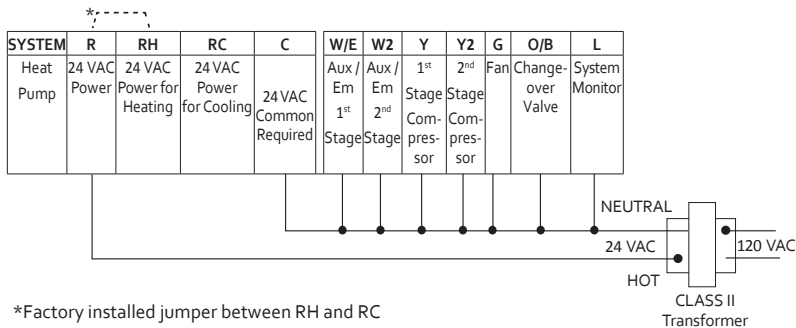 *
SYSTEM R RH RC C W/E W2 Y Y2 G O/B L
Heat Pump
24 VAC Power
24 VAC Power for Heating
24 VAC Power for Cooling
24 VAC Common Required
Aux / Em 1st Stage
Aux / Em 2nd Stage
1st Stage Com- pres- sor
2nd Stage Com- pres- sor
Fan
Change- over Valve
System Monitor
NEUTRAL
24 VAC
120 VAC
HOT
CLASS II
Transformer
*Factory installed jumper between RH and RC